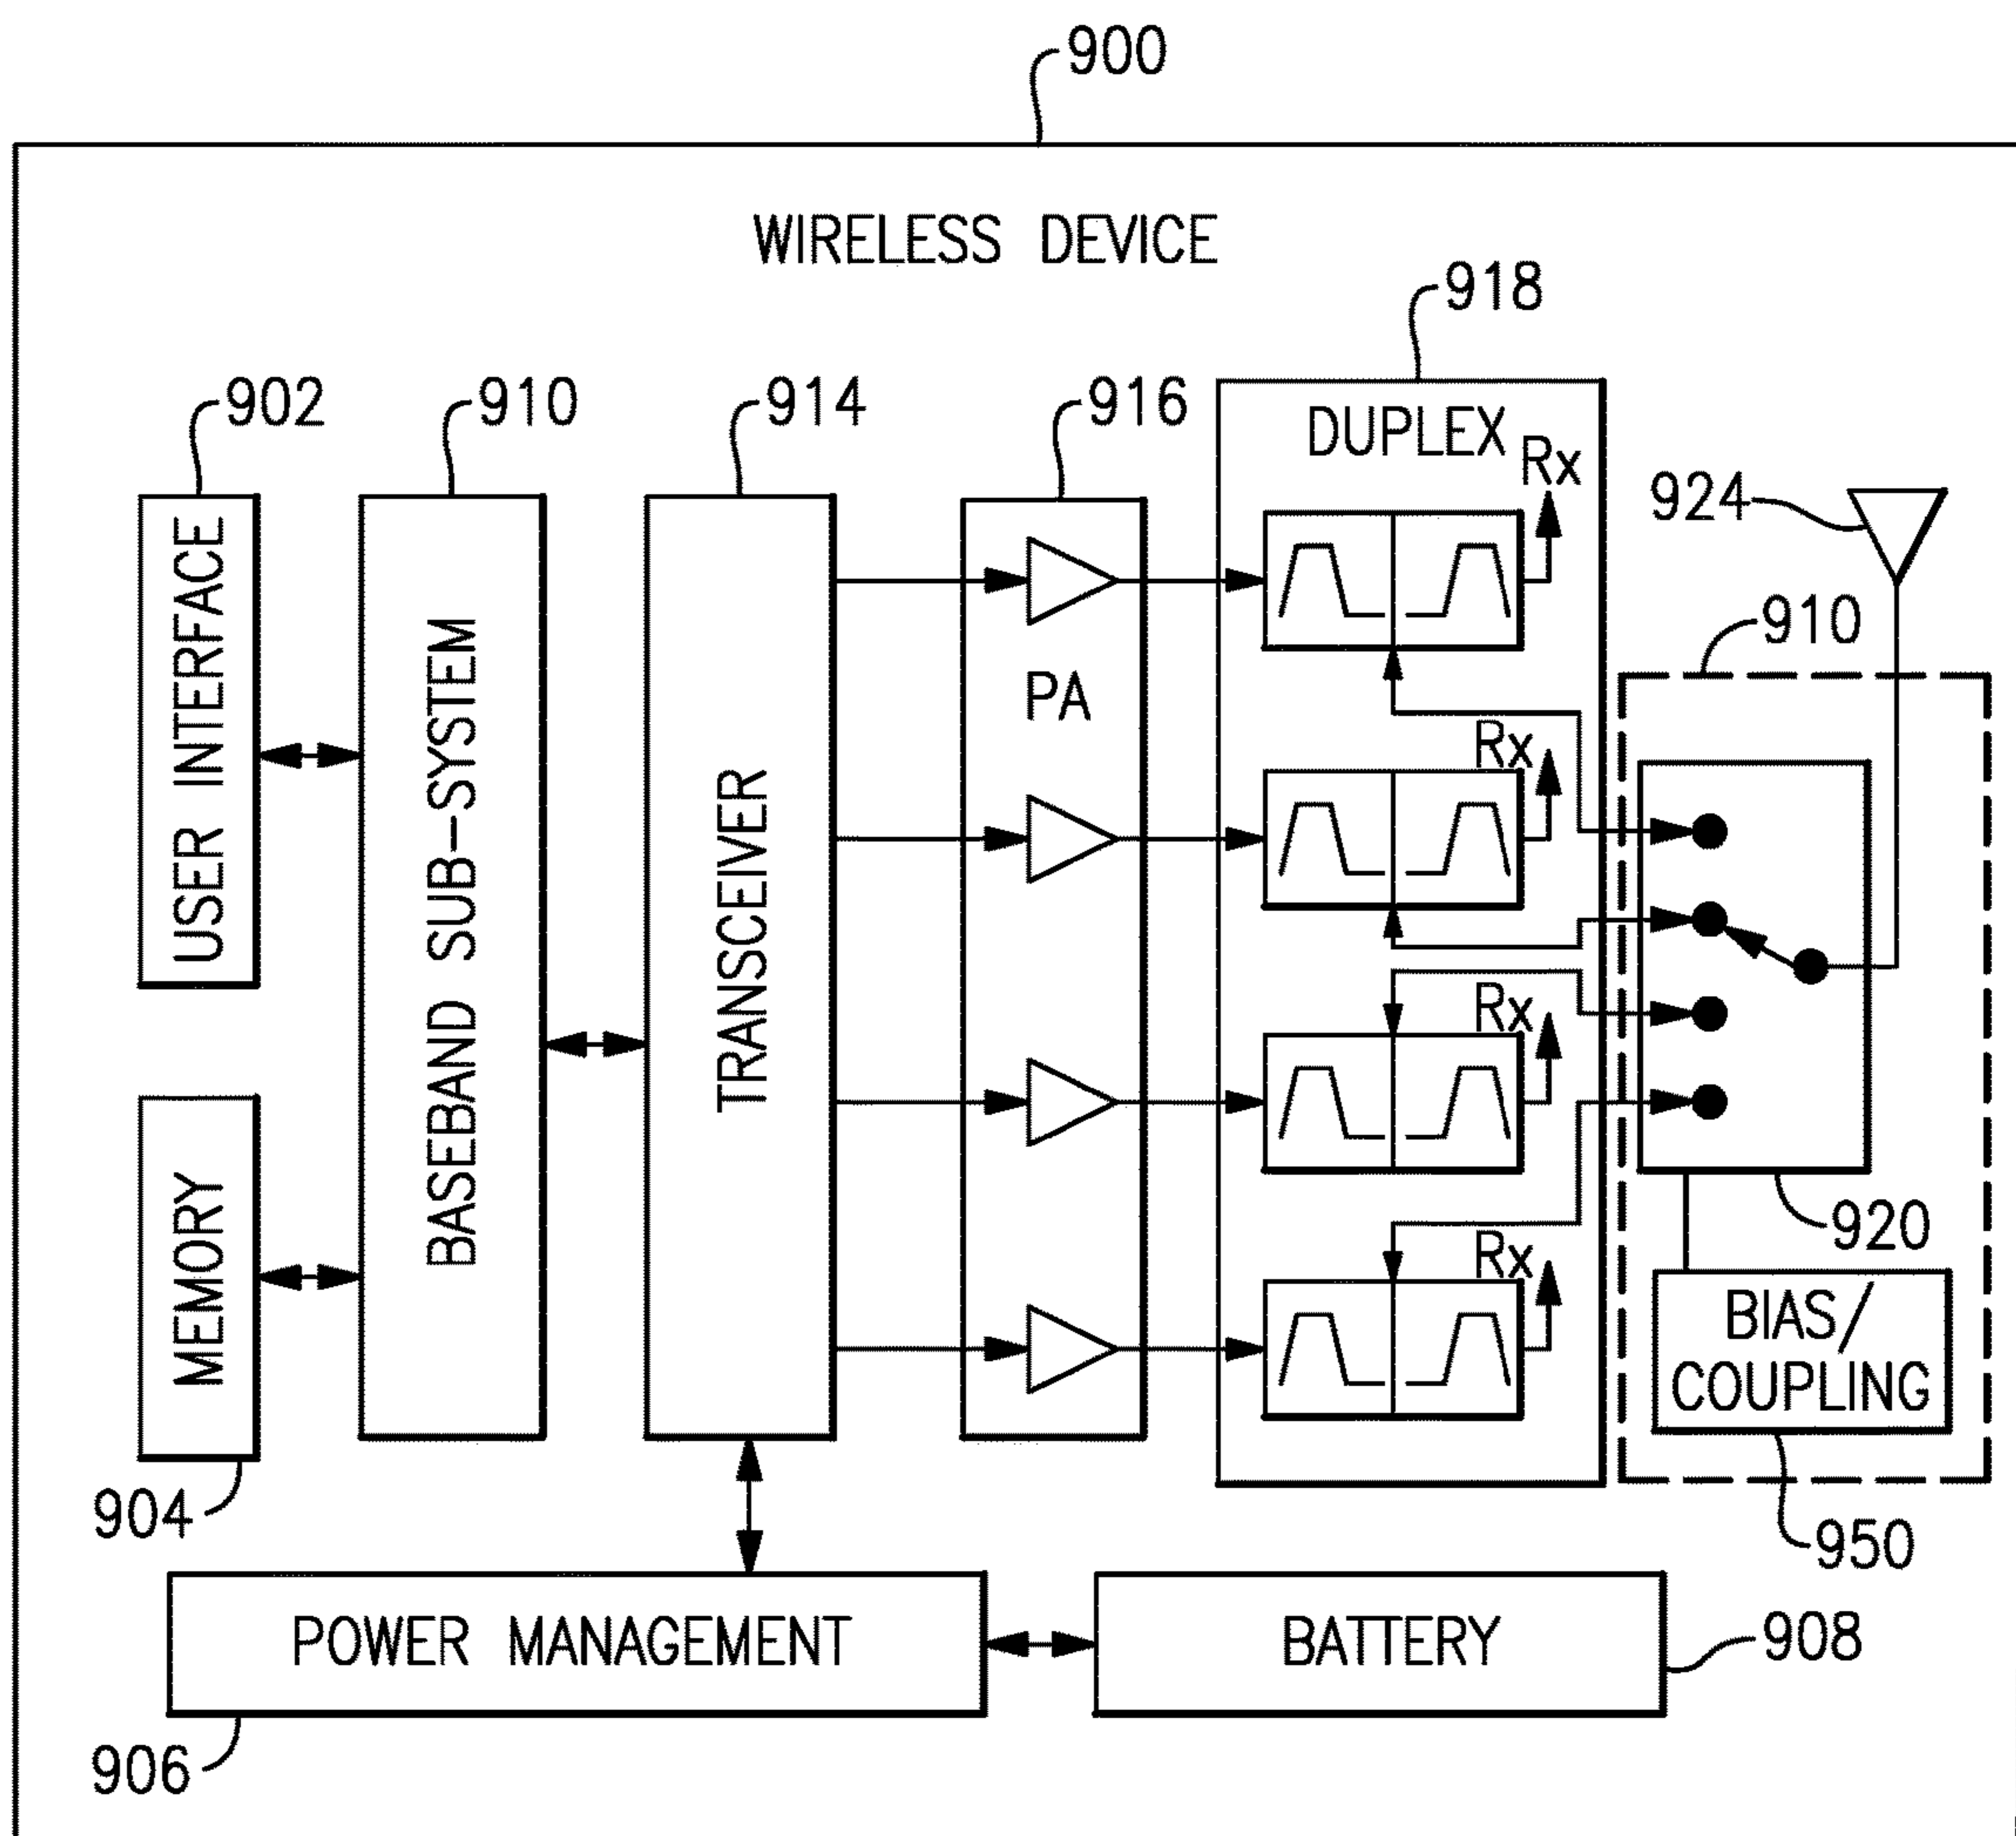 900
WIRELESS DEVICE
918
902
910
914
916
DUPLEX
Rx
924
910
USER INTERFACE
BASEBAND SUB-SYSTEM
TRANSCEIVER
PA
Rx
Rx
Rx
MEMORY
920
BIAS/
COUPLING
904
950
POWER MANAGEMENT
BATTERY
908
906